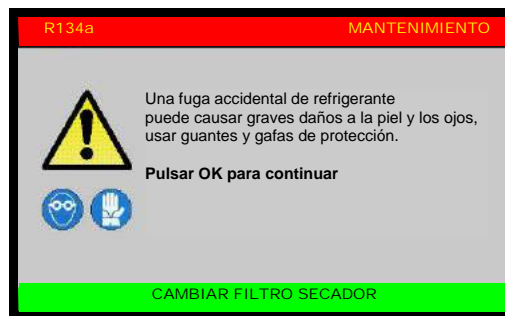 R134a MANTENIMIENTO
Una fuga accidental de refrigerante
puede causar graves daños a la piel y los ojos,
usar guantes y gafas de protección.
Pulsar OK para continuar
CAMBIAR FILTRO SECADOR